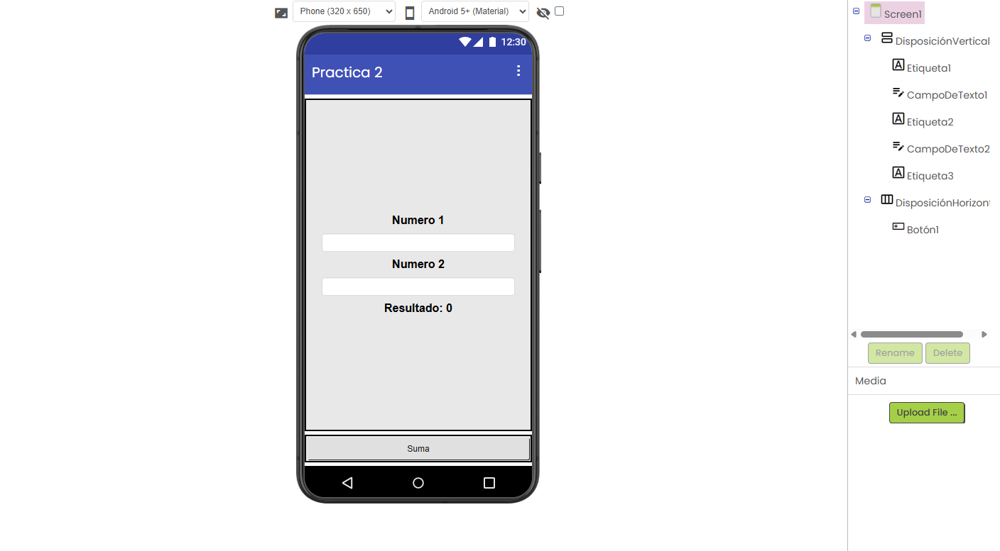 Phone (320 x 650)
Android 5+ (Material)
12:30
Practica 2
Numero 1
Numero 2
Resultado: 0
Suma
Screen1
DisposiciónVertical
Etiqueta1
CampoDeTexto1
Etiqueta2
CampoDeTexto2
Etiqueta3
DisposiciónHorizont
Botón1
Rename
Delete
Media
Upload File ...